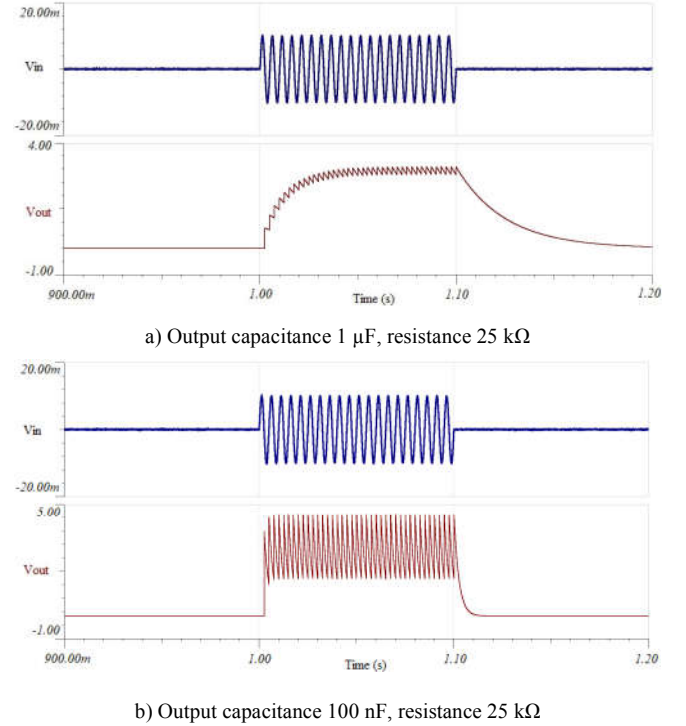 20.00m
Vin
-20.00m
4.00
Vout
-1.00
900.00m 1.00 Time (s) 1.10 1.20
a) Output capacitance 1 µF, resistance 25 kΩ
20.00m
Vin
-20.00m
5.00
Vout
-1.00
900.00m 1.00 Time (s) 1.10 1.20
b) Output capacitance 100 nF, resistance 25 kΩ